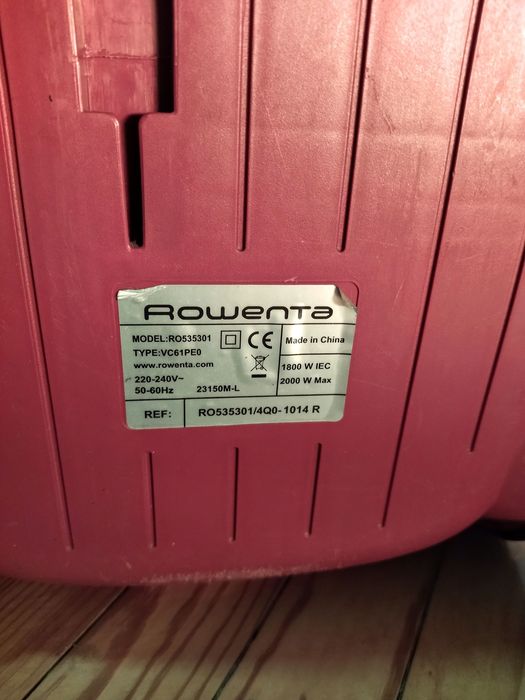 Rowenta
MODEL:RO535301
TYPE:VC61PE0
www.rowenta.com
220-240V~
50-60Hz 23150M-L
CE
Made in China
1800 W IEC
2000 W Max
REF: RO535301/4Q0-1014 R